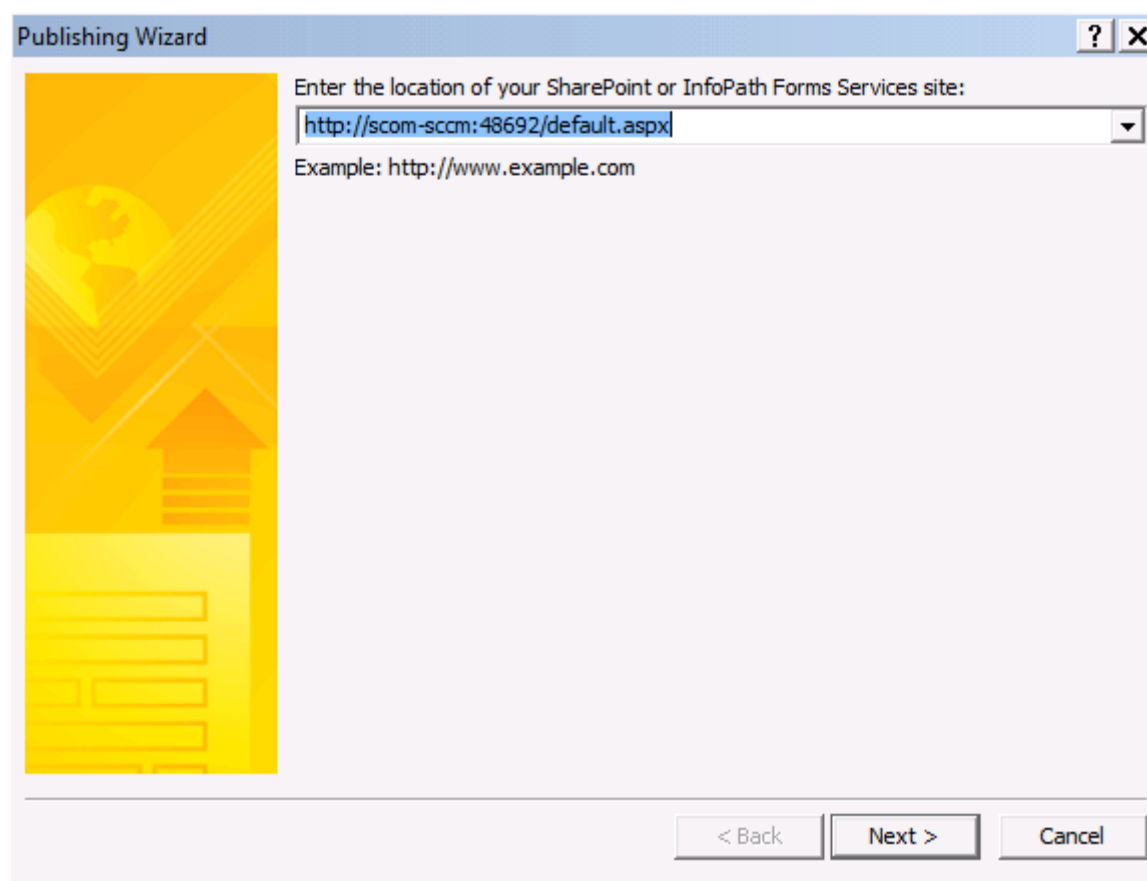 Publishing Wizard
Enter the location of your SharePoint or InfoPath Forms Services site:
http://scom-sccm:48692/default.aspx
Example: http://www.example.com
< Back Next > Cancel